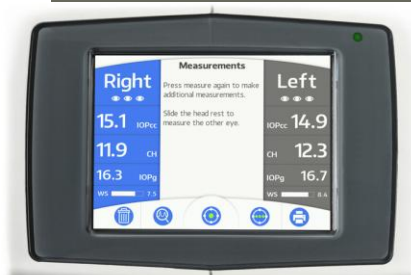 Measurements
Right
Press measure again to make
additional measurements.
Slide the head rest to
measure the other eye.
Left
15.1 IOPcc
11.9 CH
16.3 IOPg
WS 7.5
IOPcc 14.9
CH 12.3
IOPg 16.7
WS 8.4